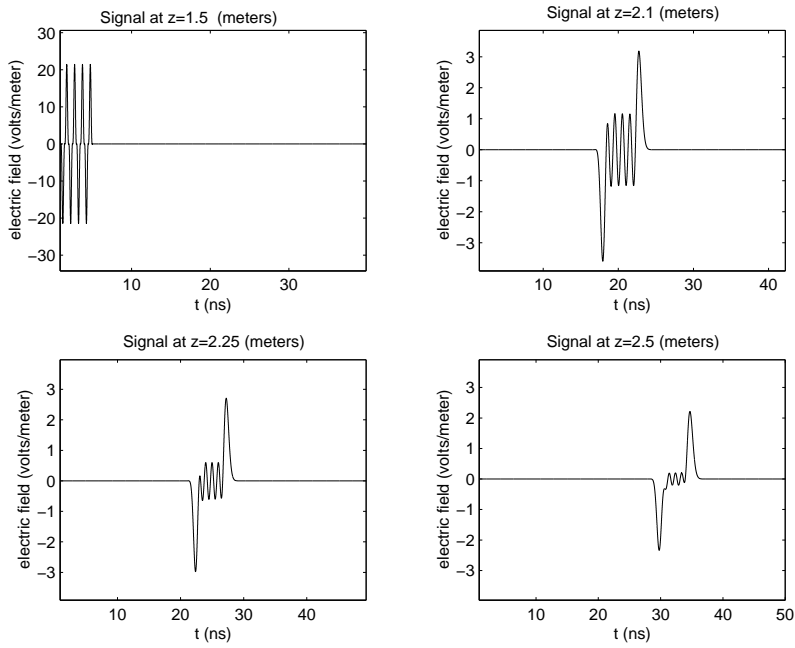 Signal at z=1.5 (meters)
30
20
10
0
−10
−20
−30
electric field (volts/meter)
10 20 30
t (ns)
Signal at z=2.1 (meters)
3
2
1
0
−1
−2
−3
electric field (volts/meter)
10 20 30 40
t (ns)
Signal at z=2.25 (meters)
3
2
1
0
−1
−2
−3
electric field (volts/meter)
10 20 30 40
t (ns)
Signal at z=2.5 (meters)
3
2
1
0
−1
−2
−3
electric field (volts/meter)
10 20 30 40 50
t (ns)